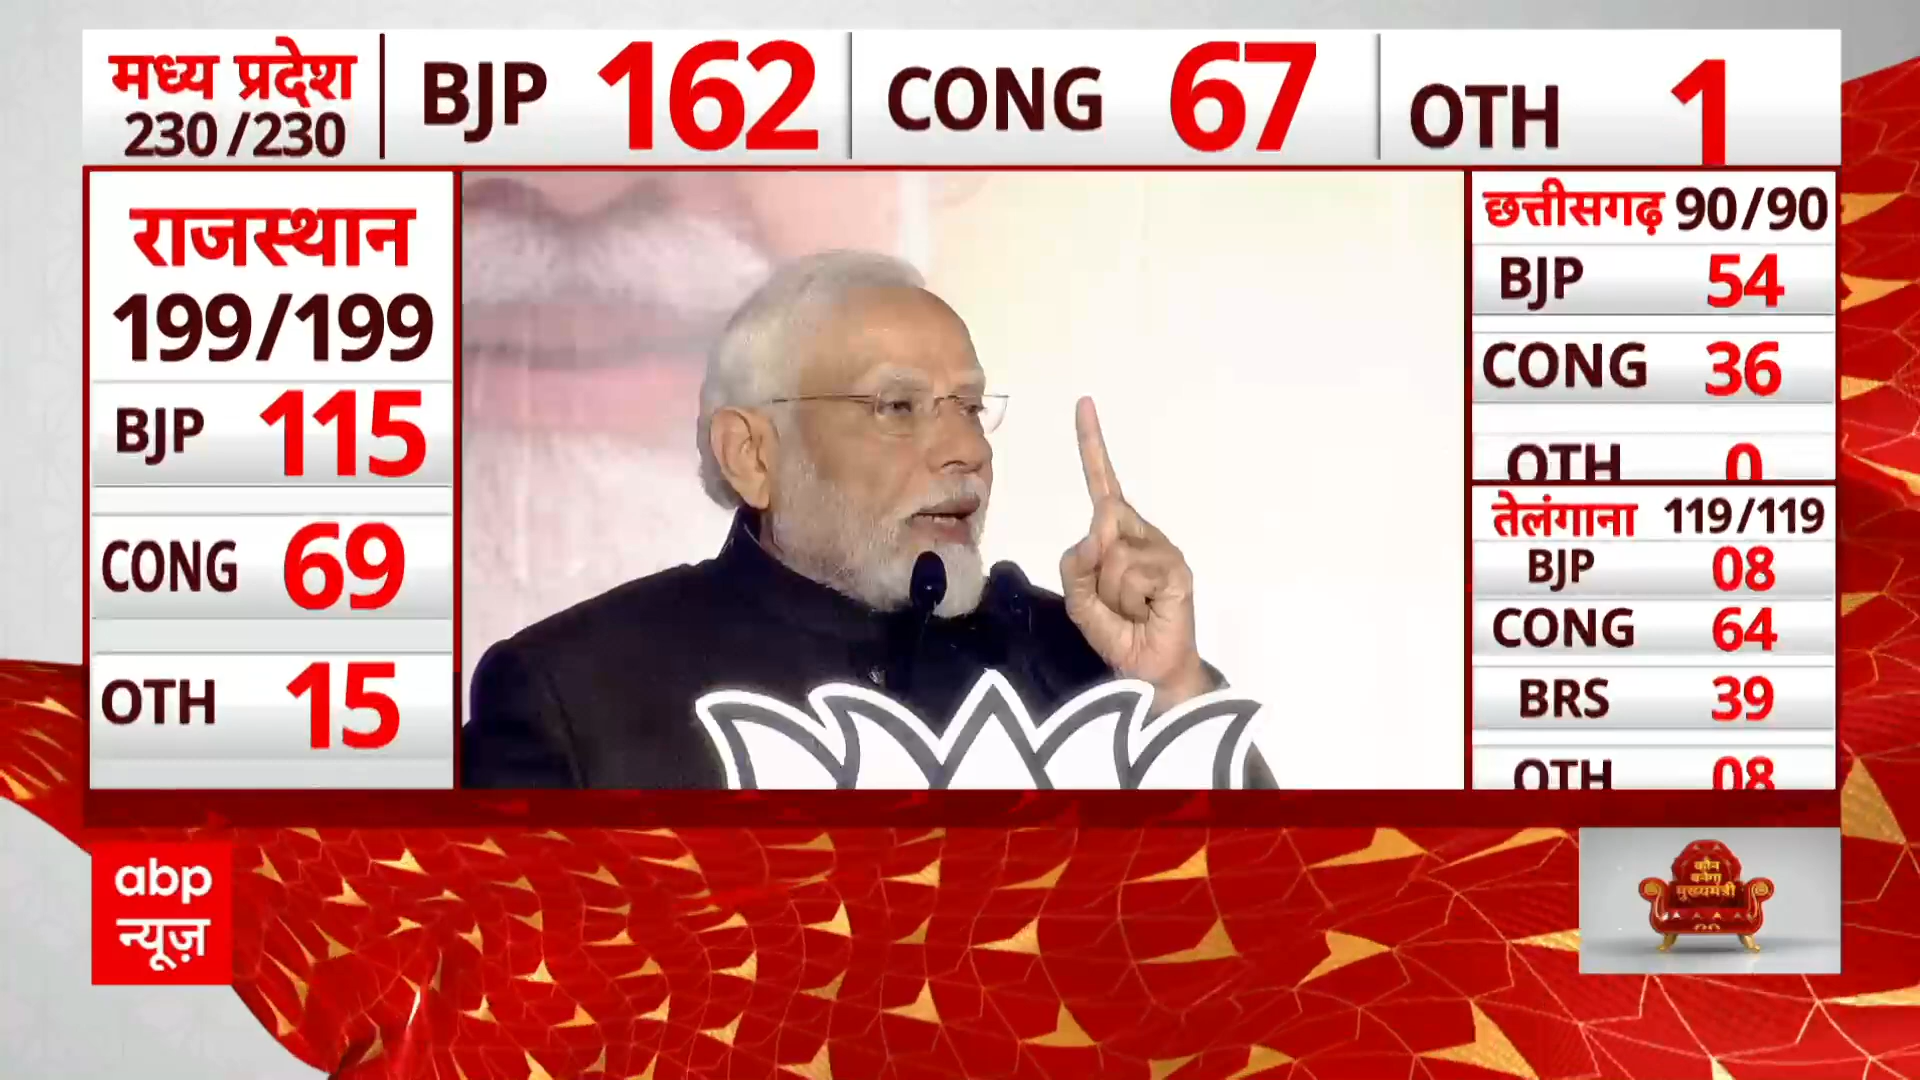 मध्य प्रदेश
230/230
BJP 162
CONG 67
OTH 1
राजस्थान
199/199
BJP 115
CONG 69
OTH 15
छत्तीसगढ़ 90/90
BJP 54
CONG 36
OTH 0
तेलंगाना 119/119
BJP 08
CONG 64
BRS 39
OTH 08
abp
न्यूज़
कौन
बनेगा
मुख्यमंत्री